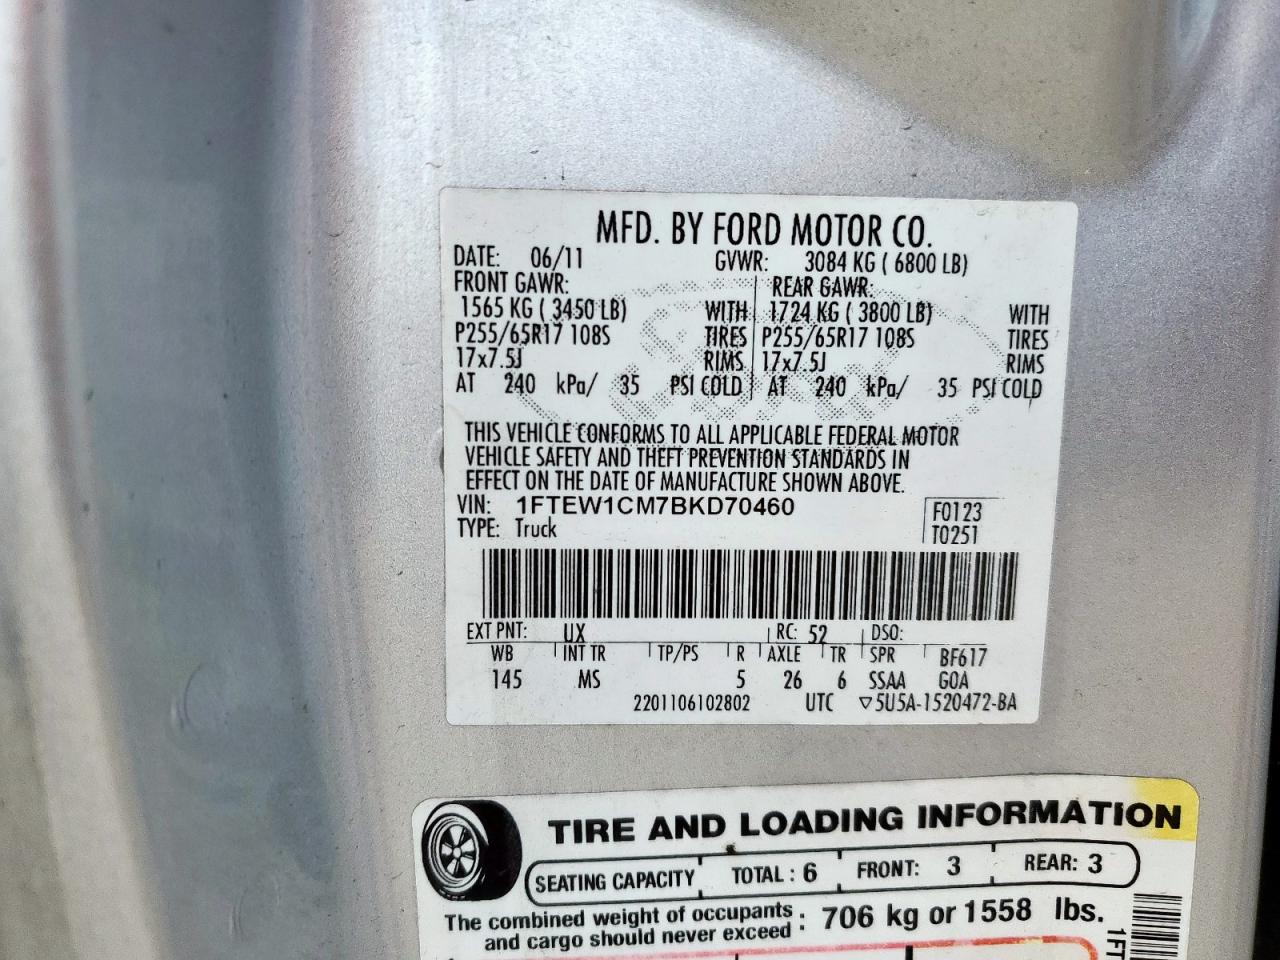 MFD. BY FORD MOTOR CO.
DATE: 06/11 GVWR: 3084 KG ( 6800 LB)
FRONT GAWR: REAR GAWR:
1565 KG ( 3450 LB) WITH 1724 KG ( 3800 LB) WITH
P255/65R17 108S TIRES P255/65R17 108S TIRES
17x7.5J RIMS 17x7.5J RIMS
AT 240 kPa/ 35 PSI COLD AT 240 kPa/ 35 PSI COLD
THIS VEHICLE CONFORMS TO ALL APPLICABLE FEDERAL MOTOR
VEHICLE SAFETY AND THEFT PREVENTION STANDARDS IN
EFFECT ON THE DATE OF MANUFACTURE SHOWN ABOVE.
VIN: 1FTEW1CM7BKD70460 F0123
TYPE: Truck T0251
EXT PNT: UX RC: 52 DSO:
WB INT TR TP/PS R AXLE TR SPR BF617
145 MS 5 26 6 SSAA GOA
2201106102802 UTC ▽5U5A-1520472-BA
TIRE AND LOADING INFORMATION
SEATING CAPACITY TOTAL : 6 FRONT: 3 REAR: 3
The combined weight of occupants
and cargo should never exceed : 706 kg or 1558 lbs.
1FT